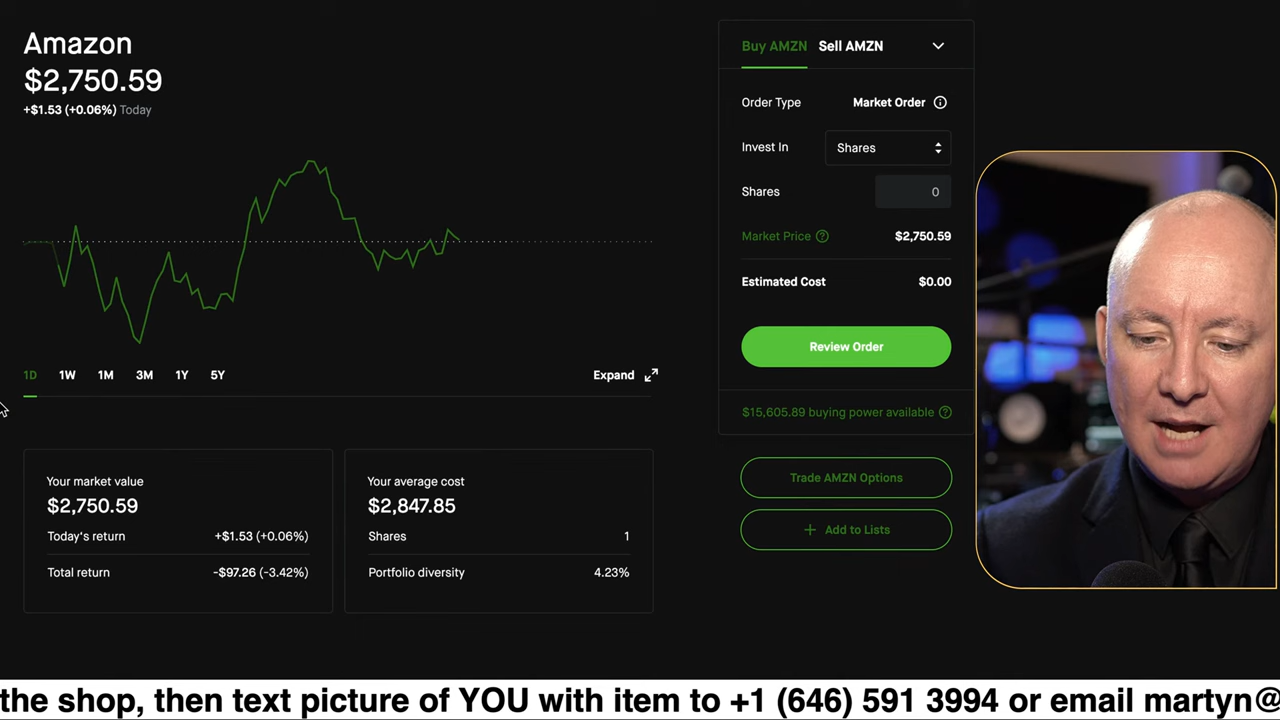 Amazon
$2,750.59
+$1.53 (+0.06%) Today
1D 1W 1M 3M 1Y 5Y Expand
Your market value
$2,750.59
Today's return +$1.53 (+0.06%)
Total return -$97.26 (-3.42%)
Your average cost
$2,847.85
Shares 1
Portfolio diversity 4.23%
Buy AMZN Sell AMZN
Order Type Market Order
Invest In Shares
Shares 0
Market Price $2,750.59
Estimated Cost $0.00
Review Order
$15,605.89 buying power available
Trade AMZN Options
+ Add to Lists
the shop, then text picture of YOU with item to +1 (646) 591 3994 or email martyn@